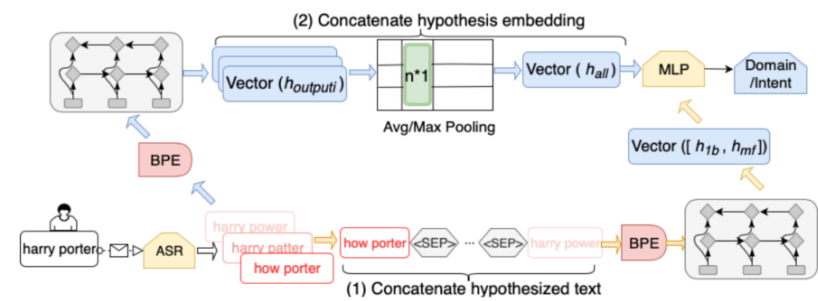 (2) Concatenate hypothesis embedding
Vector (h_outputi)
n*1
Vector ( h_all)
MLP
Domain
/Intent
Avg/Max Pooling
BPE
Vector ([ h_1b , h_mf])
harry power
harry porter
ASR
harry patter
how porter
how porter
<SEP>
...
<SEP>
harry power
BPE
(1) Concatenate hypothesized text